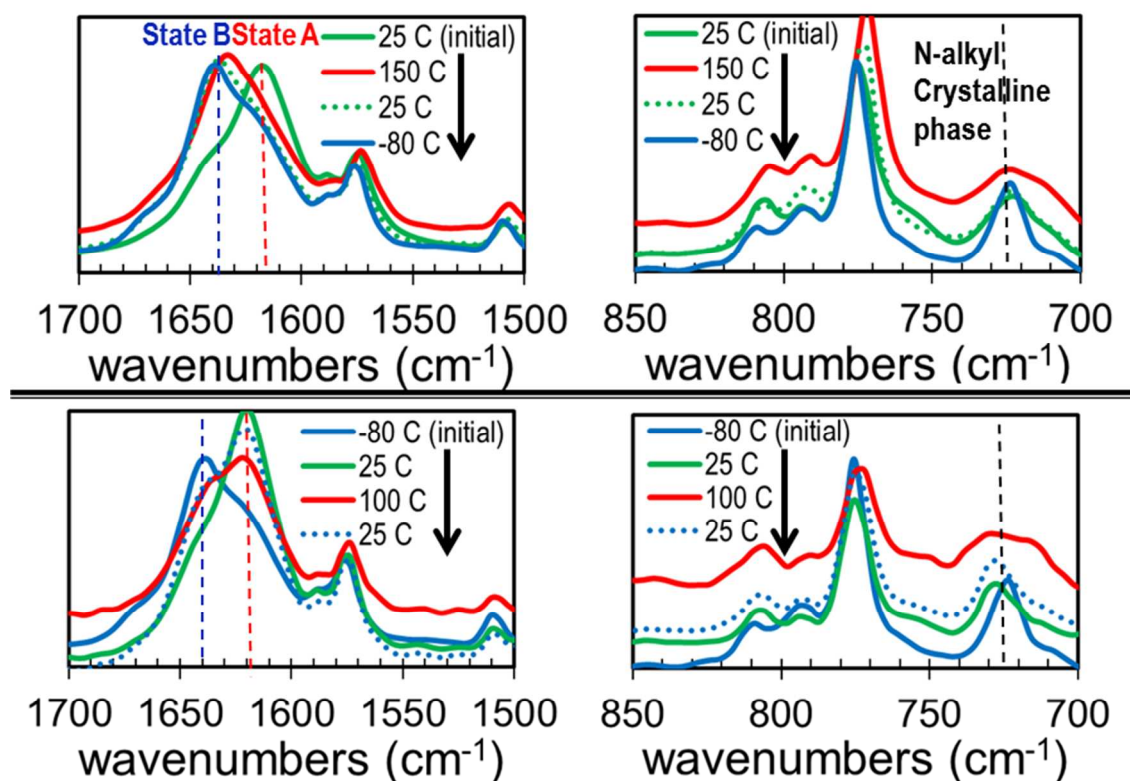 State B State A
25 C (initial)
150 C
25 C
-80 C
1700 1650 1600 1550 1500
wavenumbers (cm-1)
25 C (initial)
150 C
25 C
-80 C
N-alkyl
Crystalline
phase
850 800 750 700
wavenumbers (cm-1)
-80 C (initial)
25 C
100 C
25 C
1700 1650 1600 1550 1500
wavenumbers (cm-1)
-80 C (initial)
25 C
100 C
25 C
850 800 750 700
wavenumbers (cm-1)